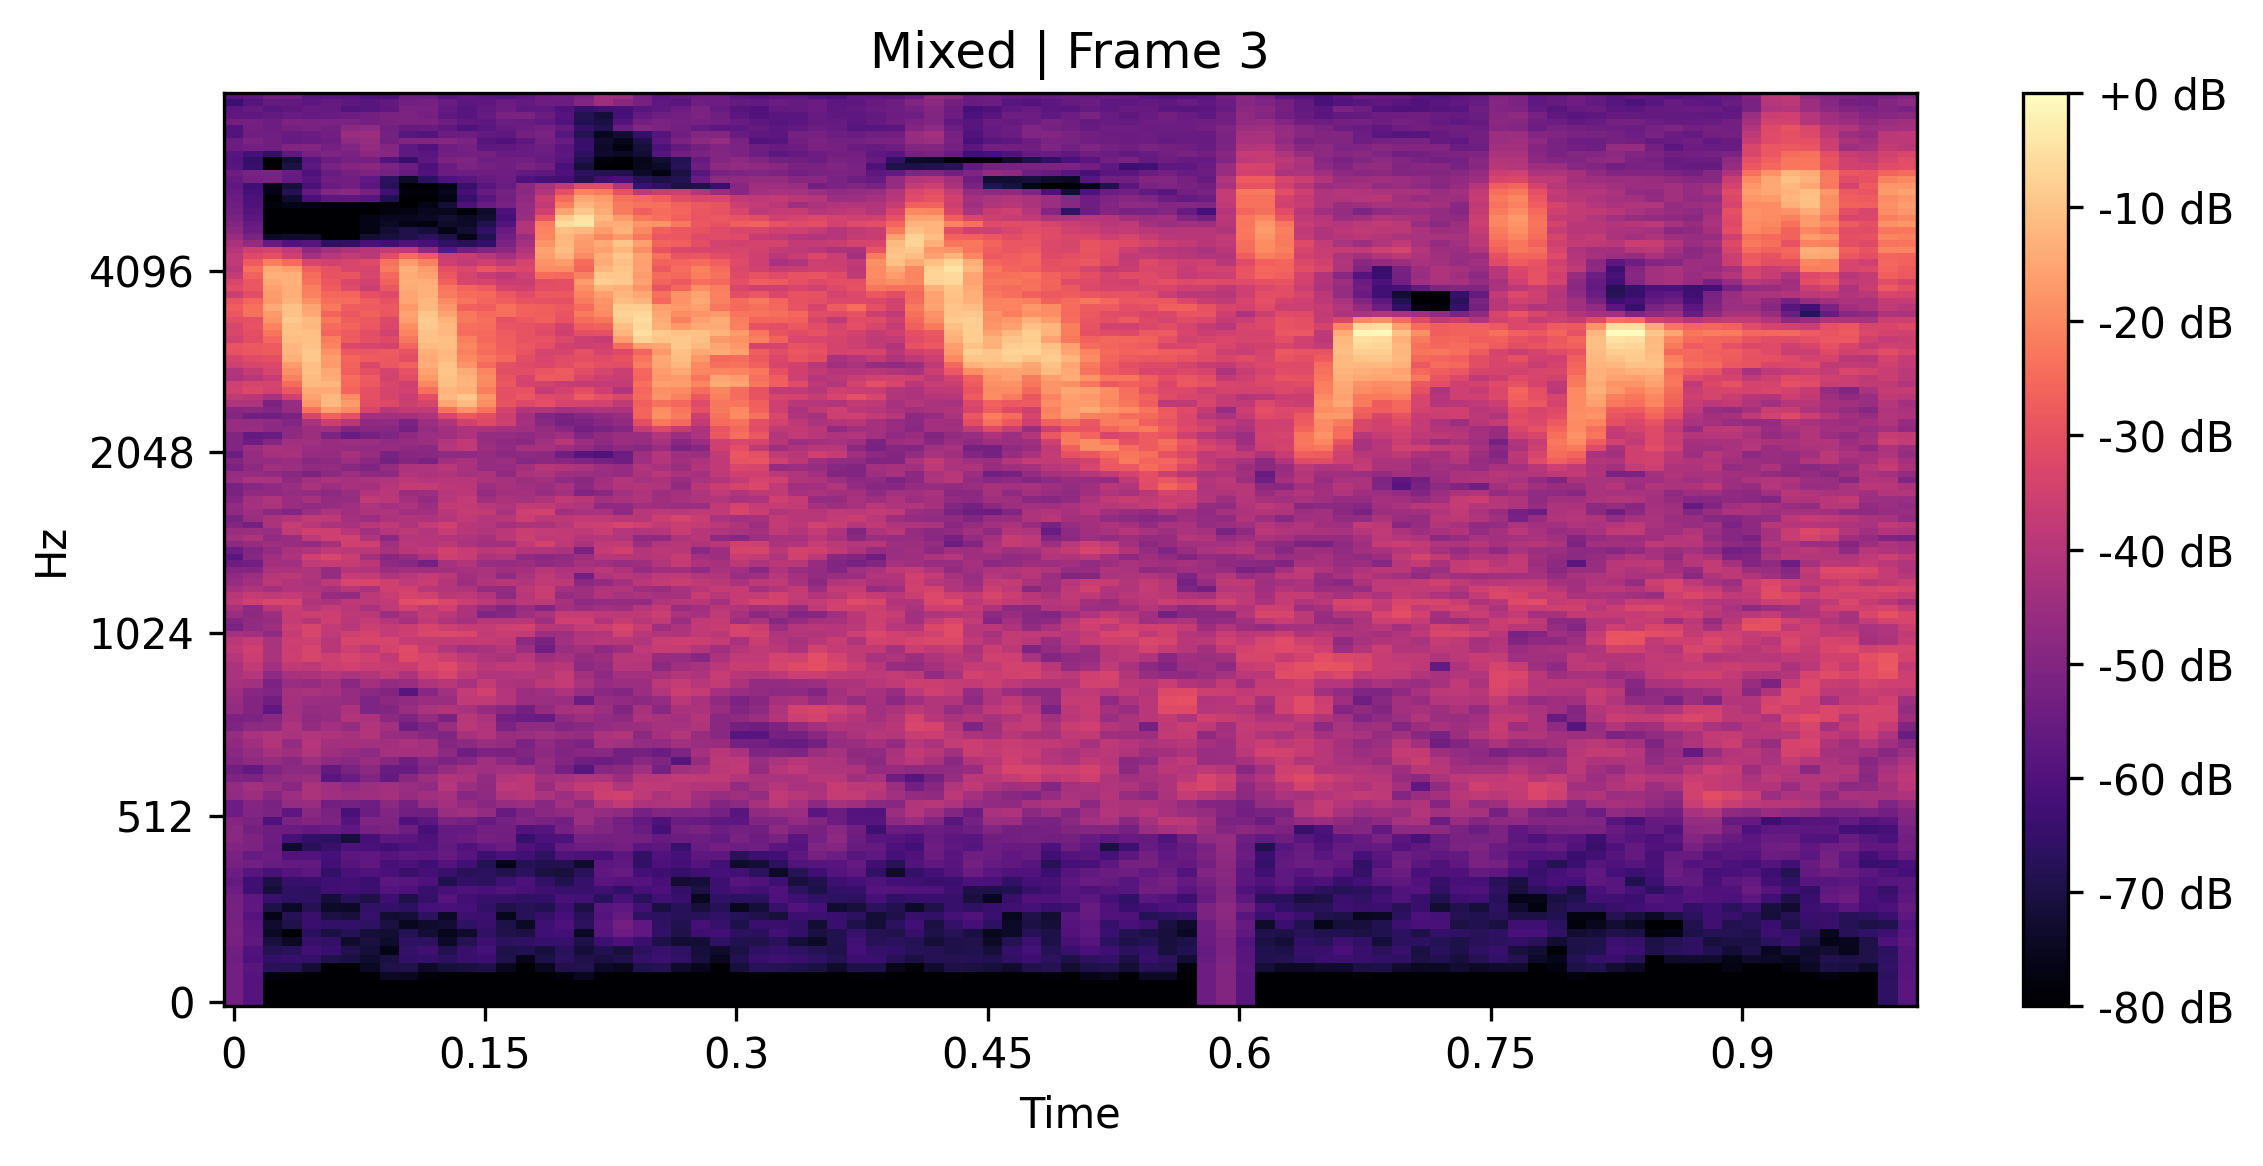 Mixed | Frame 3
+0 dB
-10 dB
-20 dB
-30 dB
-40 dB
-50 dB
-60 dB
-70 dB
-80 dB
Hz
4096
2048
1024
512
0
0 0.15 0.3 0.45 0.6 0.75 0.9
Time